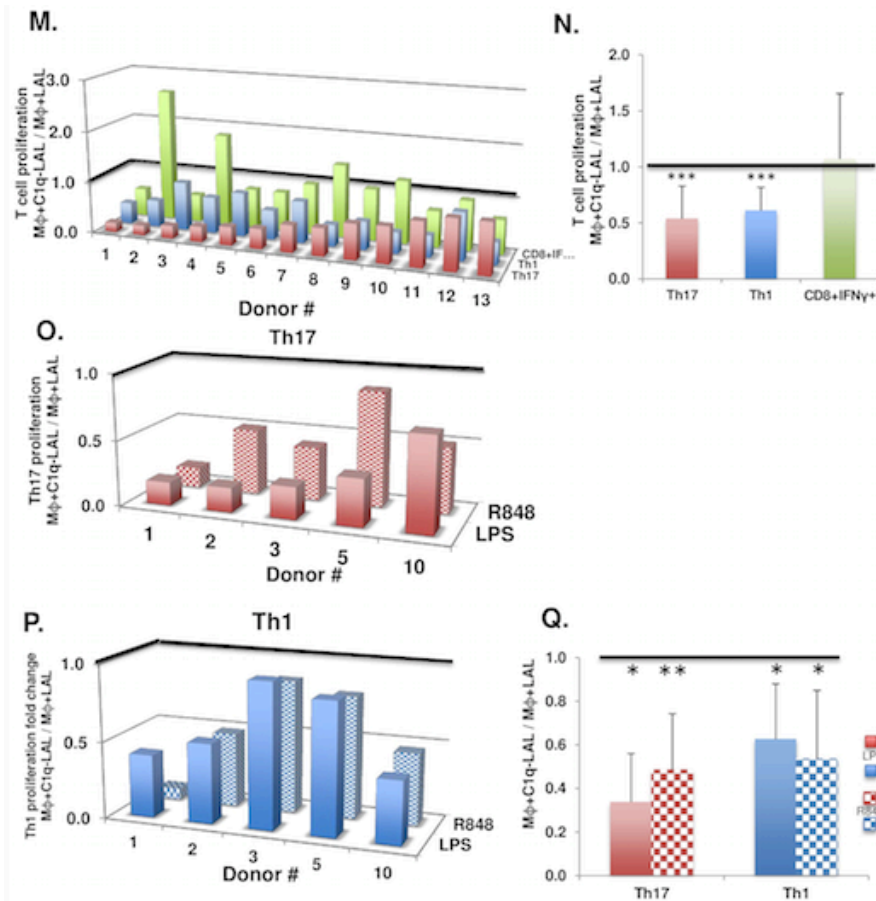 M.
T cell proliferation
Mϕ+C1q-LAL / Mϕ+LAL
3.0
2.0
1.0
0.0
1 2 3 4 5 6 7 8 9 10 11 12 13
CD8+IF...
Th1
Th17
Donor #
N.
T cell proliferation
Mϕ+C1q-LAL / Mϕ+LAL
2.0
1.5
1.0
0.5
0.0
*** ***
Th17 Th1 CD8+IFNγ+
O.
Th17
Th17 proliferation
Mϕ+C1q-LAL / Mϕ+LAL
1.0
0.5
0.0
1 2 3 5 10
R848
LPS
Donor #
P.
Th1
Th1 proliferation fold change
Mϕ+C1q-LAL / Mϕ+LAL
1.0
0.5
0.0
1 2 3 5 10
R848
LPS
Donor #
Q.
Mϕ+C1q-LAL / Mϕ+LAL
1.0
0.8
0.6
0.4
0.2
0.0
* ** * *
Th17 Th1